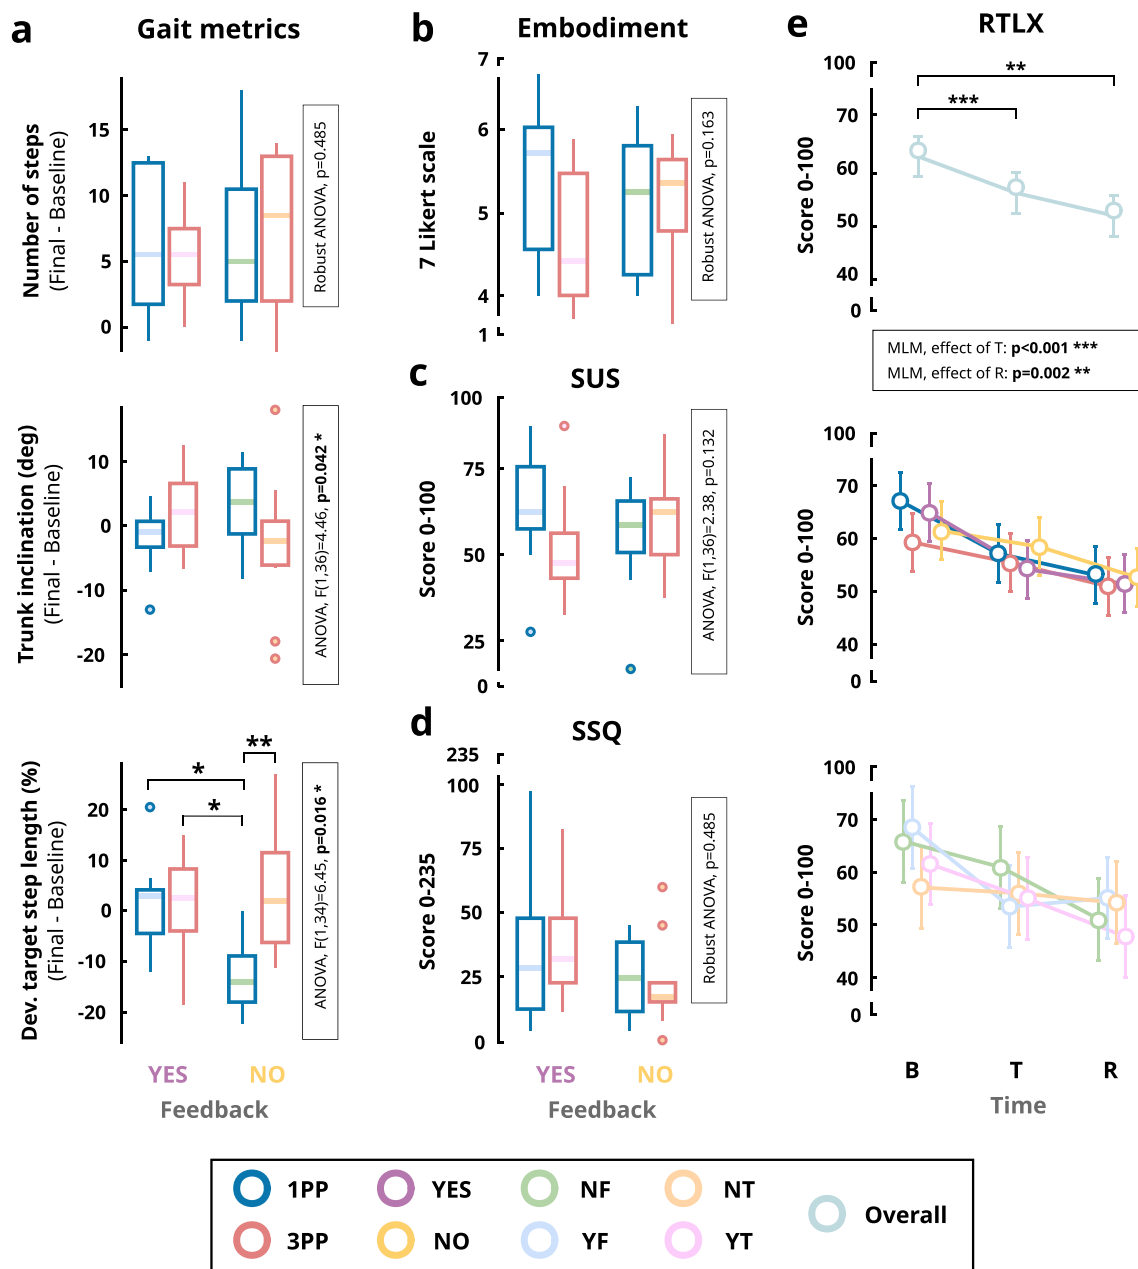 a
Gait metrics
Number of steps
(Final - Baseline)
15
10
5
0
Robust ANOVA, p=0.485
Trunk inclination (deg)
(Final - Baseline)
10
0
-10
-20
ANOVA, F(1,36)=4.46, p=0.042 *
Dev. target step length (%)
(Final - Baseline)
20
10
0
-10
-20
*
*
**
ANOVA, F(1,34)=6.45, p=0.016 *
YES
NO
Feedback
b
Embodiment
7 Likert scale
7
6
5
4
1
Robust ANOVA, p=0.163
c
SUS
Score 0-100
100
75
50
25
0
ANOVA, F(1,36)=2.38, p=0.132
d
SSQ
Score 0-235
235
100
75
50
25
0
Robust ANOVA, p=0.485
YES
NO
Feedback
e
RTLX
Score 0-100
100
70
60
50
40
0
**
***
MLM, effect of T: p<0.001 ***
MLM, effect of R: p=0.002 **
Score 0-100
100
70
60
50
40
0
Score 0-100
100
70
60
50
40
0
B
T
R
Time
1PP
YES
NF
NT
Overall
3PP
NO
YF
YT